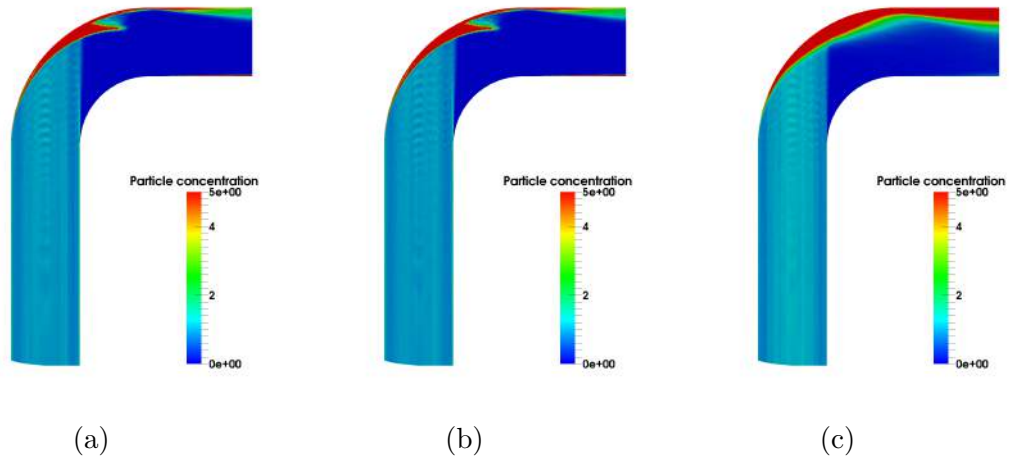 Particle concentration
5e+00
4
2
0e+00
Particle concentration
5e+00
4
2
0e+00
Particle concentration
5e+00
4
2
0e+00
(a)
(b)
(c)